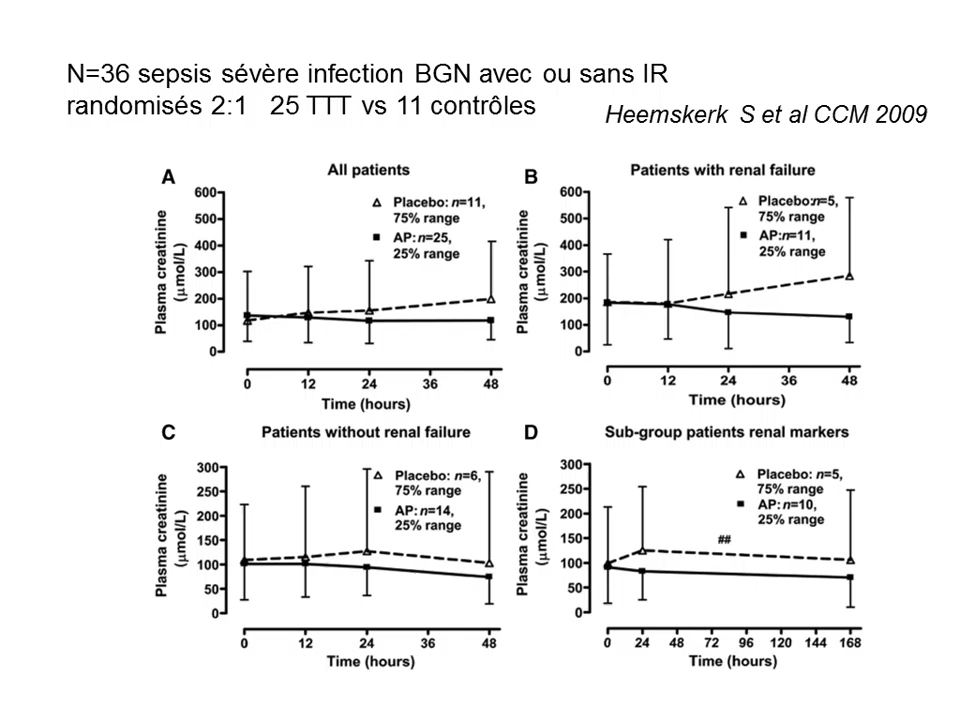 N=36 sepsis sévère infection BGN avec ou sans IR
randomisés 2:1 25 TTT vs 11 contrôles
Heemskerk S et al CCM 2009
A
All patients
Plasma creatinine
(µmol/L)
600
500
400
300
200
100
0
Placebo: n=11,
75% range
AP: n=25,
25% range
0 12 24 36 48
Time (hours)
B
Patients with renal failure
Plasma creatinine
(µmol/L)
600
500
400
300
200
100
0
Placebo:n=5,
75% range
AP:n=11,
25% range
0 12 24 36 48
Time (hours)
C
Patients without renal failure
Plasma creatinine
(µmol/L)
300
250
200
150
100
50
0
Placebo: n=6,
75% range
AP: n=14,
25% range
0 12 24 36 48
Time (hours)
D
Sub-group patients renal markers
Plasma creatinine
(µmol/L)
300
250
200
150
100
50
0
Placebo: n=5,
75% range
AP: n=10,
25% range
##
0 24 48 72 96 120 144 168
Time (hours)